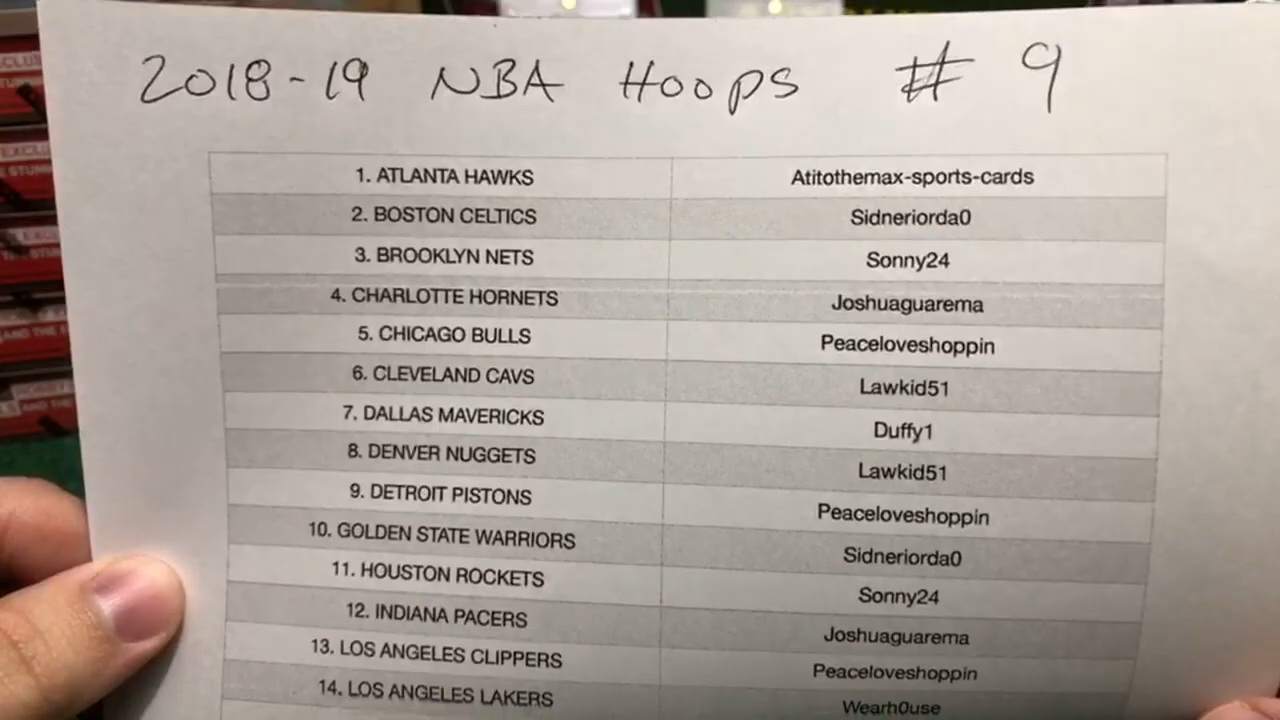 2018-19 NBA Hoops # 9
1. ATLANTA HAWKS Atitothemax-sports-cards
2. BOSTON CELTICS Sidneriorda0
3. BROOKLYN NETS Sonny24
4. CHARLOTTE HORNETS Joshuaguarema
5. CHICAGO BULLS Peaceloveshoppin
6. CLEVELAND CAVS Lawkid51
7. DALLAS MAVERICKS Duffy1
8. DENVER NUGGETS Lawkid51
9. DETROIT PISTONS Peaceloveshoppin
10. GOLDEN STATE WARRIORS Sidneriorda0
11. HOUSTON ROCKETS Sonny24
12. INDIANA PACERS Joshuaguarema
13. LOS ANGELES CLIPPERS Peaceloveshoppin
14. LOS ANGELES LAKERS Wearh0use